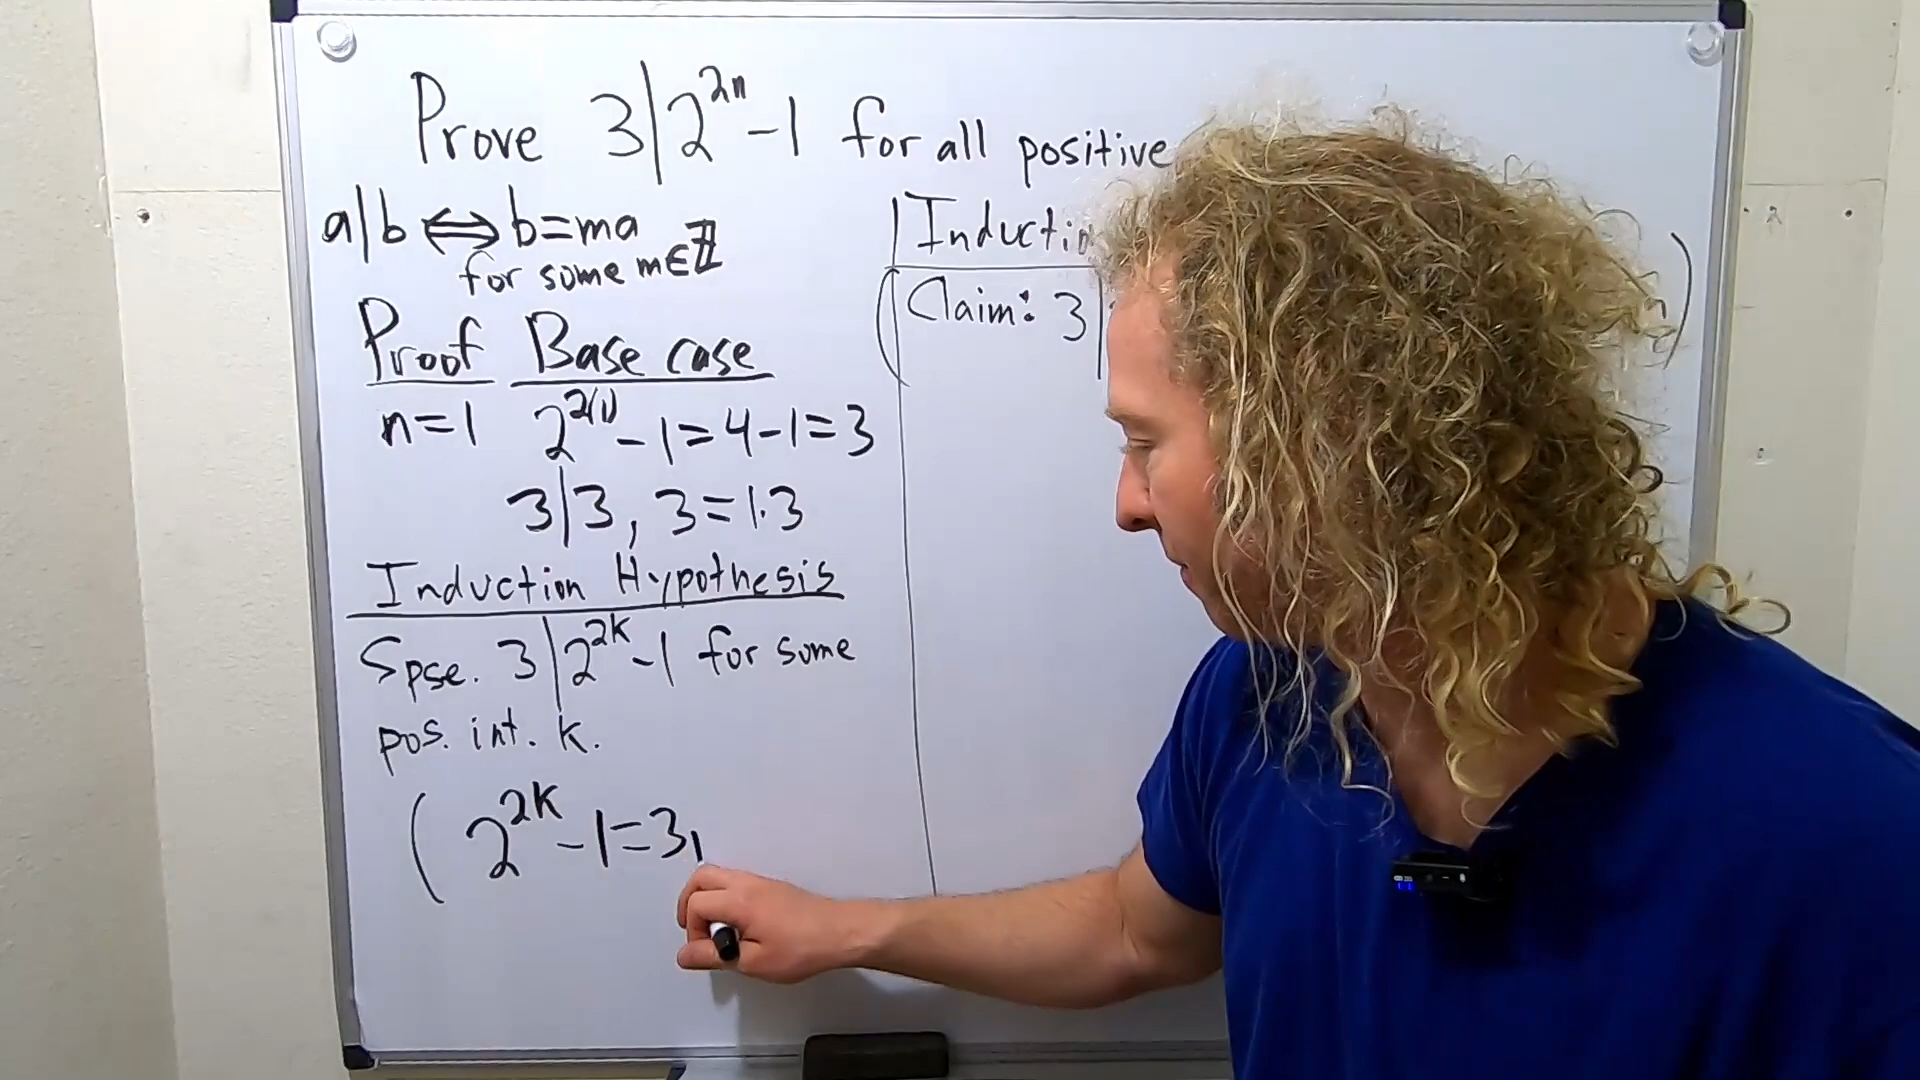 Prove 3|2^{2n}-1 for all positive
a|b ⟺ b=ma
for some m∈ℤ
Proof Base case
n=1 2^{2(1)}-1=4-1=3
3|3, 3=1·3
Induction Hypothesis
Spse. 3|2^{2k}-1 for some
pos. int. k.
(2^{2k}-1=3
Claim: 3|